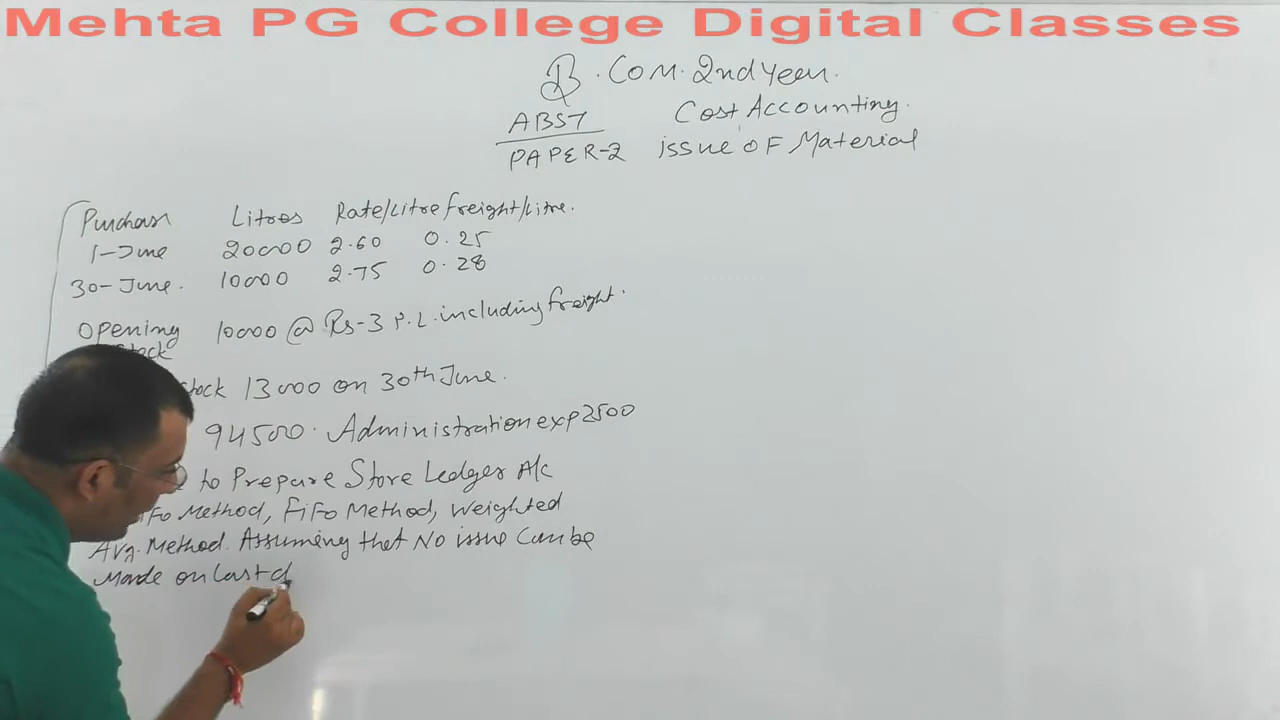 Mehta PG College Digital Classes
B. COM. 2nd Year.
ABST Cost Accounting.
PAPER-2 issue OF Material
Purchase Litres Rate/Litre freight/Litre.
1-June 20000 2.60 0.25
30-June. 10000 2.75 0.28
Opening 10000 @ Rs-3 P.L. including freight.
Stock
Stock 13000 on 30th June.
94500. Administration exp 2500
to Prepare Store Ledger A/c
Fo Method, FiFo Method, Weighted
Avg. Method. Assuming that No issue Can be
Made on Last d